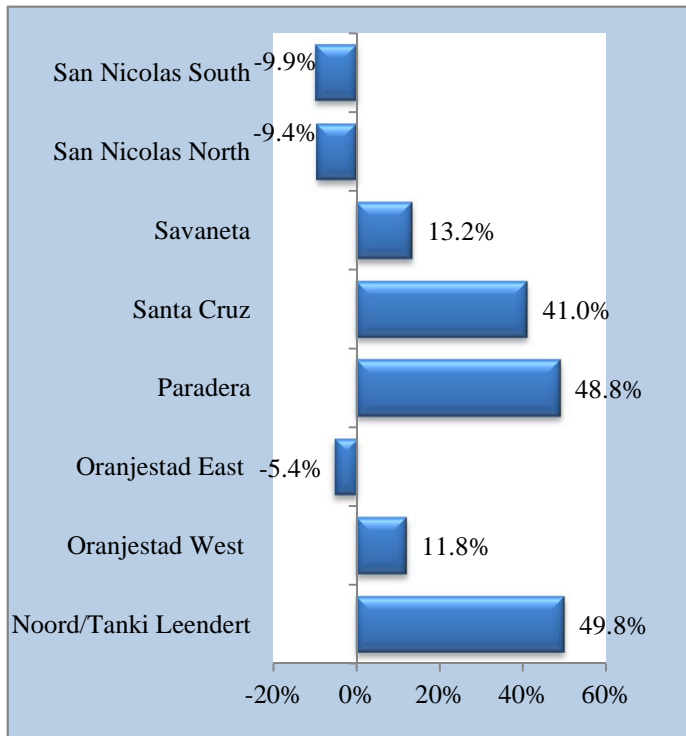 San Nicolas South -9.9%
San Nicolas North -9.4%
Savaneta 13.2%
Santa Cruz 41.0%
Paradera 48.8%
Oranjestad East -5.4%
Oranjestad West 11.8%
Noord/Tanki Leendert 49.8%
-20% 0% 20% 40% 60%